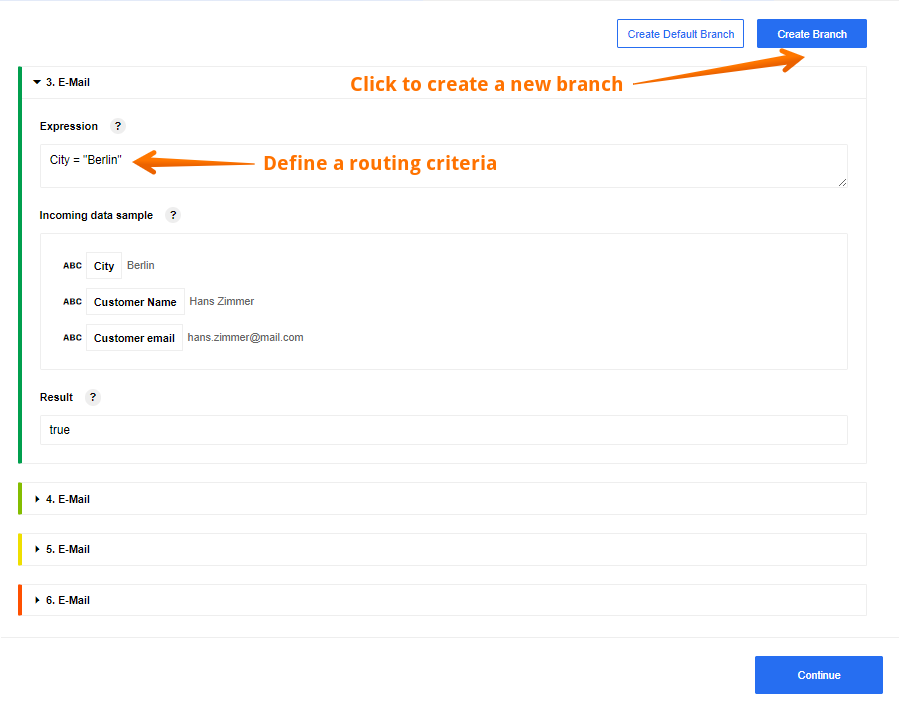 Create Default Branch
Create Branch
3. E-Mail
Click to create a new branch
Expression ?
City = "Berlin"
Define a routing criteria
Incoming data sample ?
ABC City Berlin
ABC Customer Name Hans Zimmer
ABC Customer email hans.zimmer@mail.com
Result ?
true
4. E-Mail
5. E-Mail
6. E-Mail
Continue